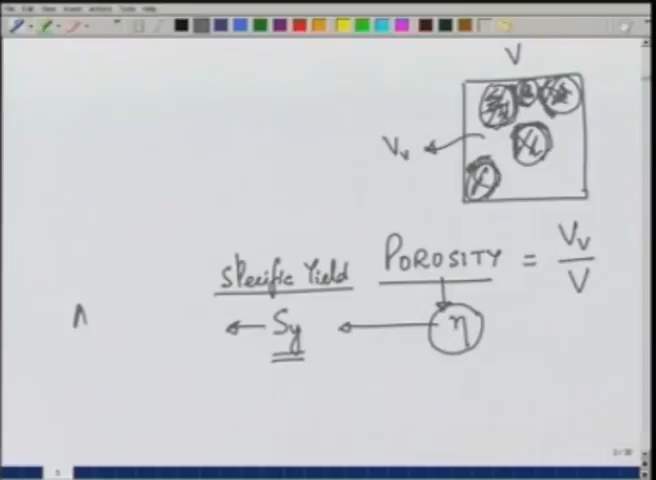 V
Vv
Specific Yield POROSITY = Vv / V
Sy η